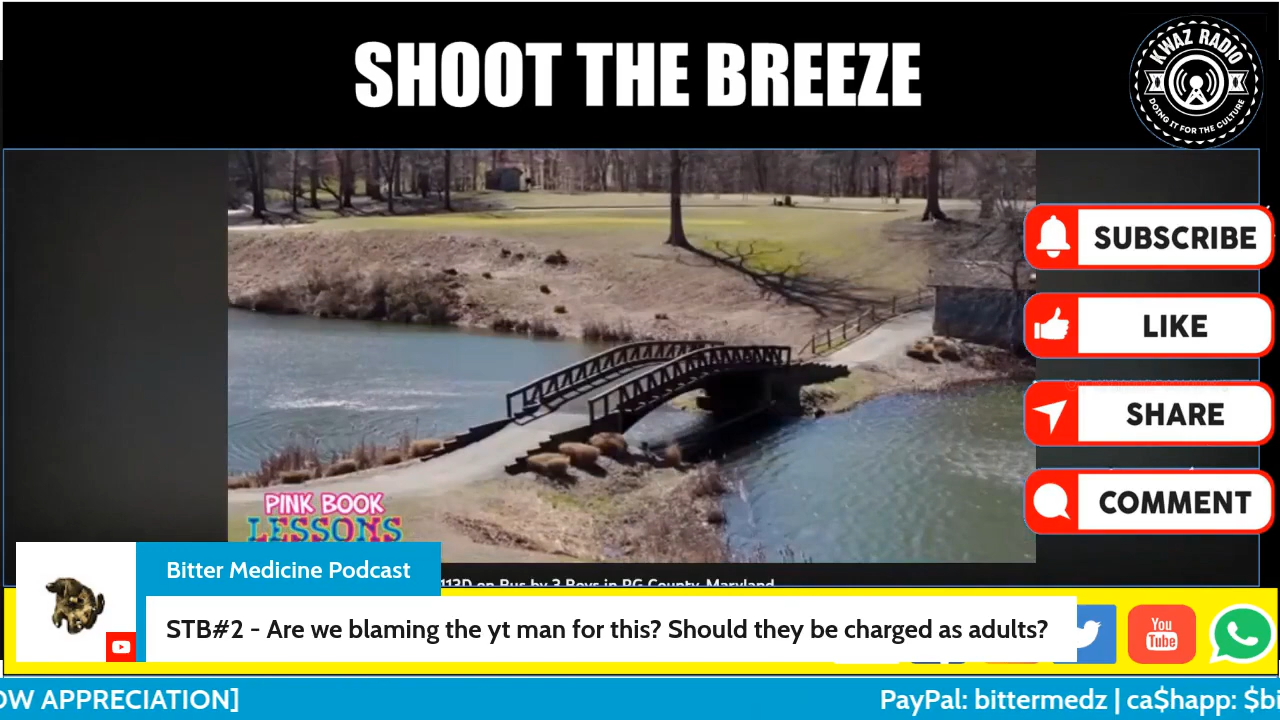 SHOOT THE BREEZE
KWAZ RADIO
DOING IT FOR THE CULTURE
SUBSCRIBE
LIKE
SHARE
COMMENT
PINK BOOK
LESSONS
on Bus by 3 Boys in PG County, Maryland
Bitter Medicine Podcast
STB#2 - Are we blaming the yt man for this? Should they be charged as adults?
You
Tube
OW APPRECIATION]
PayPal: bittermedz | ca$happ: $bi